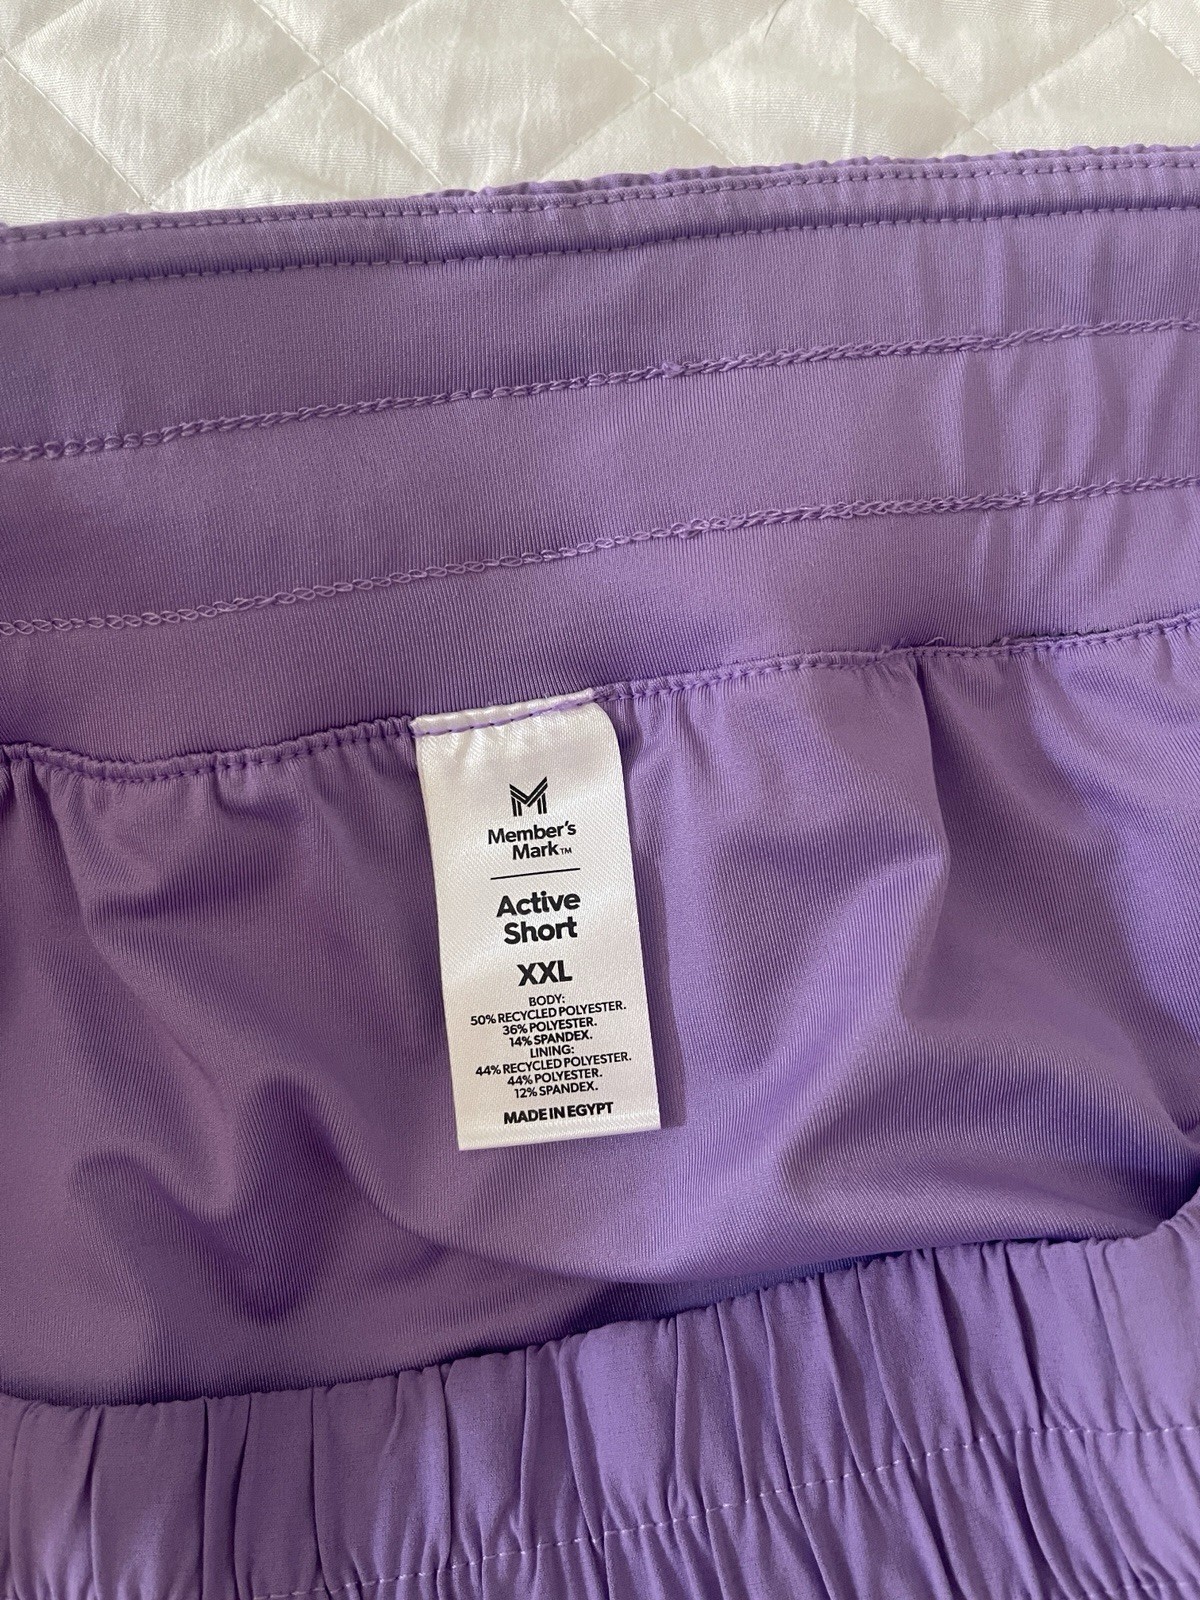 Member's
Mark™
Active
Short
XXL
BODY:
50% RECYCLED POLYESTER.
36% POLYESTER.
14% SPANDEX.
LINING:
44% RECYCLED POLYESTER.
44% POLYESTER.
12% SPANDEX.
MADE IN EGYPT